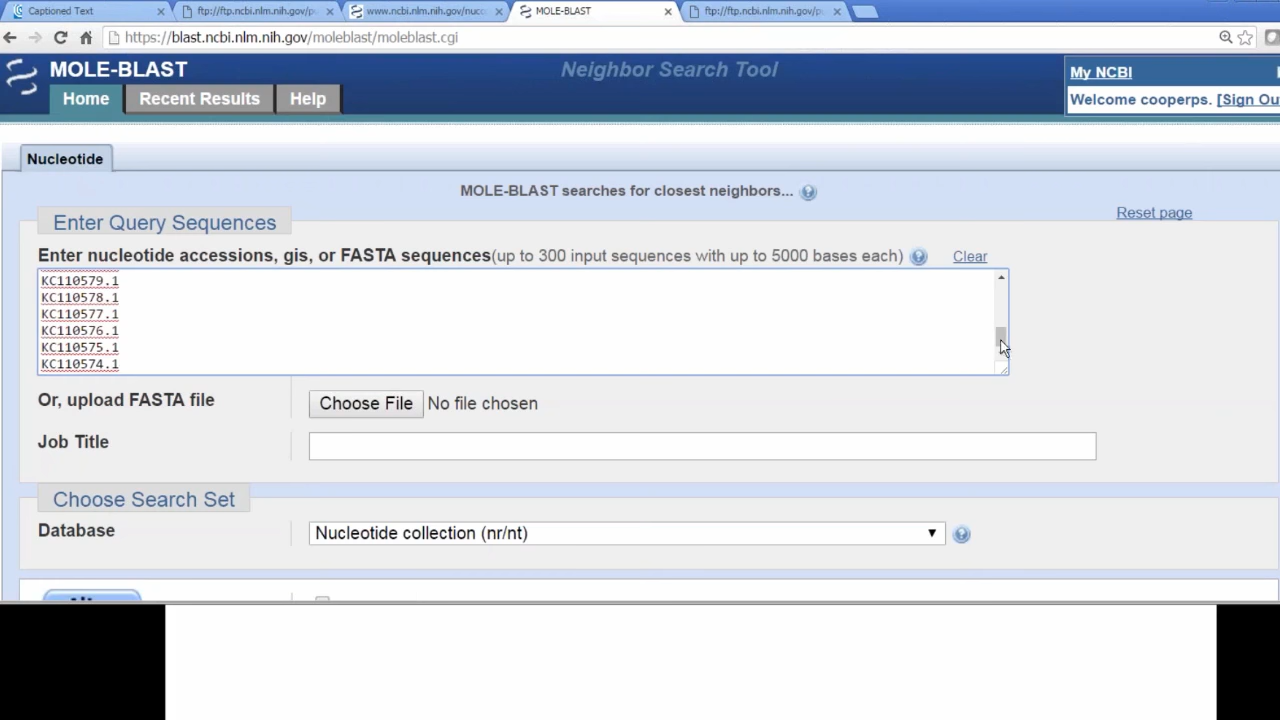 Captioned Text
ftp://ftp.ncbi.nlm.nih.gov/pu
www.ncbi.nlm.nih.gov/nucc
MOLE-BLAST
ftp://ftp.ncbi.nlm.nih.gov/p
https://blast.ncbi.nlm.nih.gov/moleblast/moleblast.cgi
MOLE-BLAST
Neighbor Search Tool
My NCBI
Home
Recent Results
Help
Welcome cooperps. [Sign Ou
Nucleotide
MOLE-BLAST searches for closest neighbors...
Reset page
Enter Query Sequences
Enter nucleotide accessions, gis, or FASTA sequences(up to 300 input sequences with up to 5000 bases each)
Clear
KC110579.1
KC110578.1
KC110577.1
KC110576.1
KC110575.1
KC110574.1
Or, upload FASTA file
Choose File No file chosen
Job Title
Choose Search Set
Database
Nucleotide collection (nr/nt)